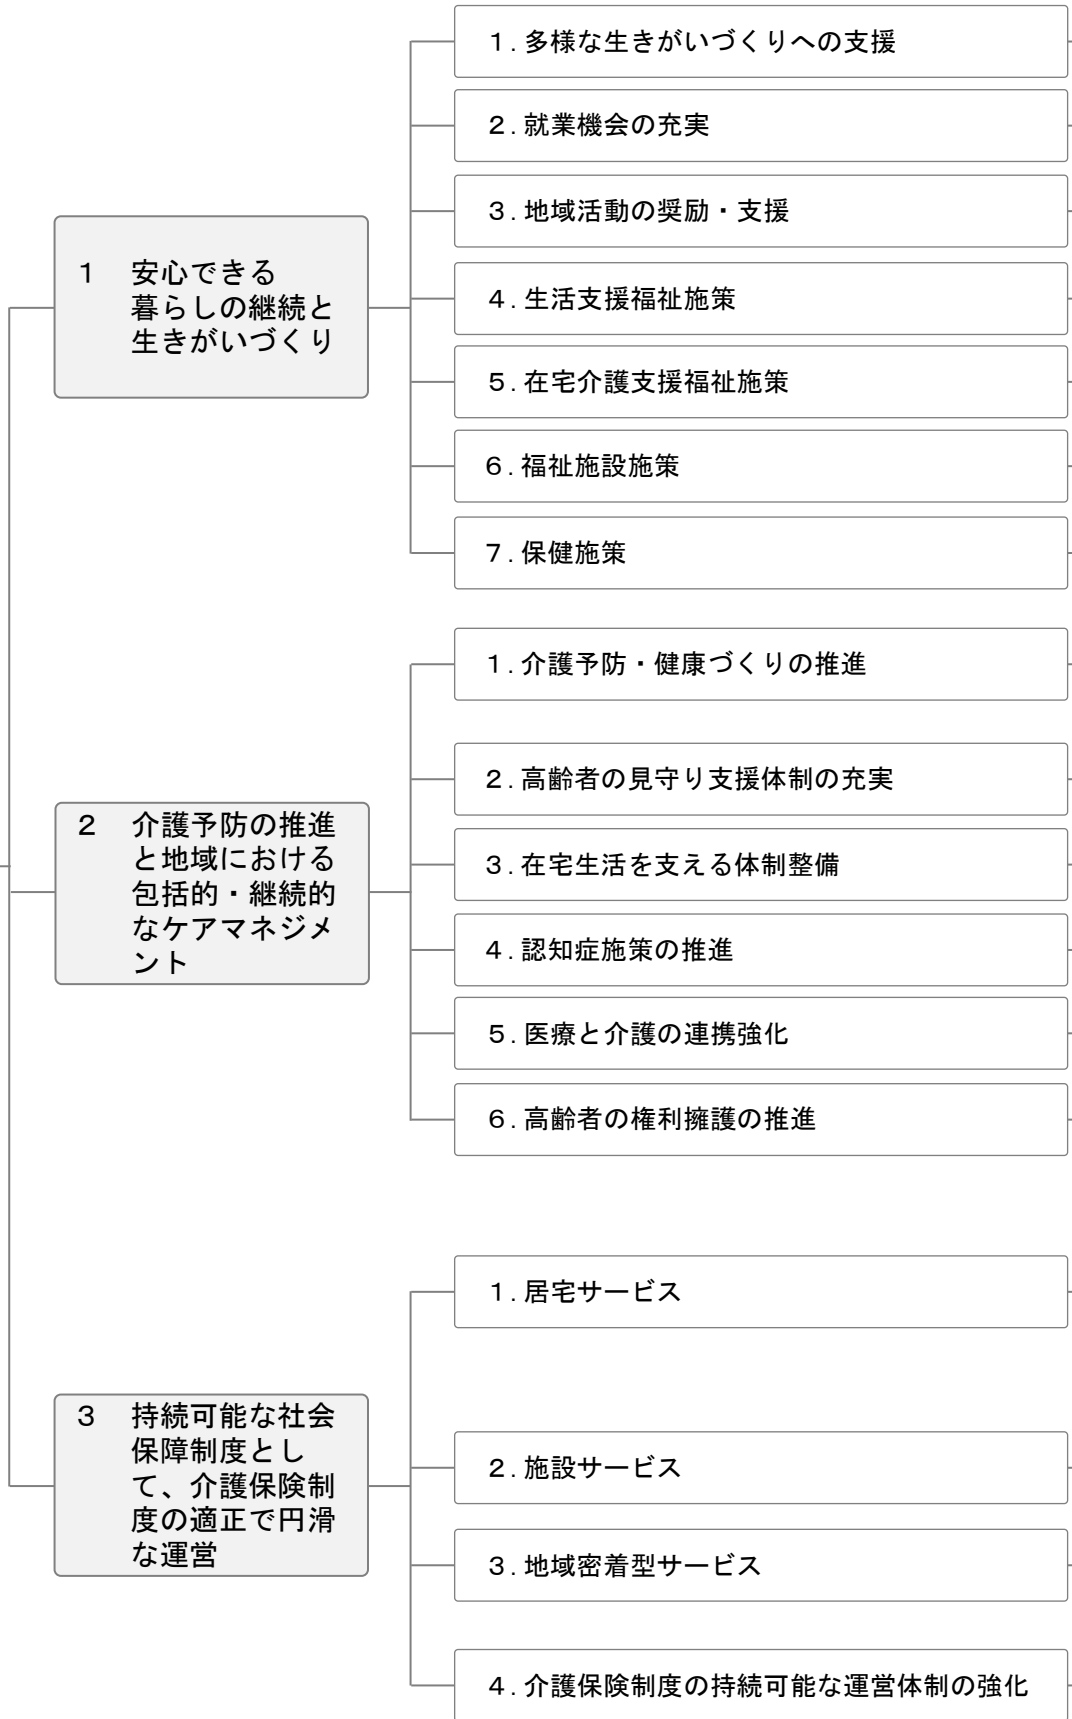 1 安心できる
暮らしの継続と
生きがいづくり
1.多様な生きがいづくりへの支援
2.就業機会の充実
3.地域活動の奨励・支援
4.生活支援福祉施策
5.在宅介護支援福祉施策
6.福祉施設施策
7.保健施策
2 介護予防の推進
と地域における
包括的・継続的
なケアマネジメ
ント
1.介護予防・健康づくりの推進
2.高齢者の見守り支援体制の充実
3.在宅生活を支える体制整備
4.認知症施策の推進
5.医療と介護の連携強化
6.高齢者の権利擁護の推進
3 持続可能な社会
保障制度とし
て、介護保険制
度の適正で円滑
な運営
1.居宅サービス
2.施設サービス
3.地域密着型サービス
4.介護保険制度の持続可能な運営体制の強化